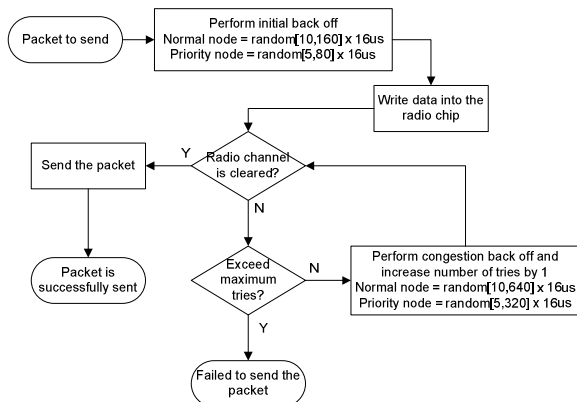 Packet to send
Perform initial back off
Normal node = random[10,160] x 16us
Priority node = random[5,80] x 16us
Write data into the
radio chip
Radio channel
is cleared?
Y
Send the packet
N
Packet is
successfully sent
Exceed
maximum
tries?
N
Perform congestion back off and
increase number of tries by 1
Normal node = random[10,640] x 16us
Priority node = random[5,320] x 16us
Y
Failed to send the
packet